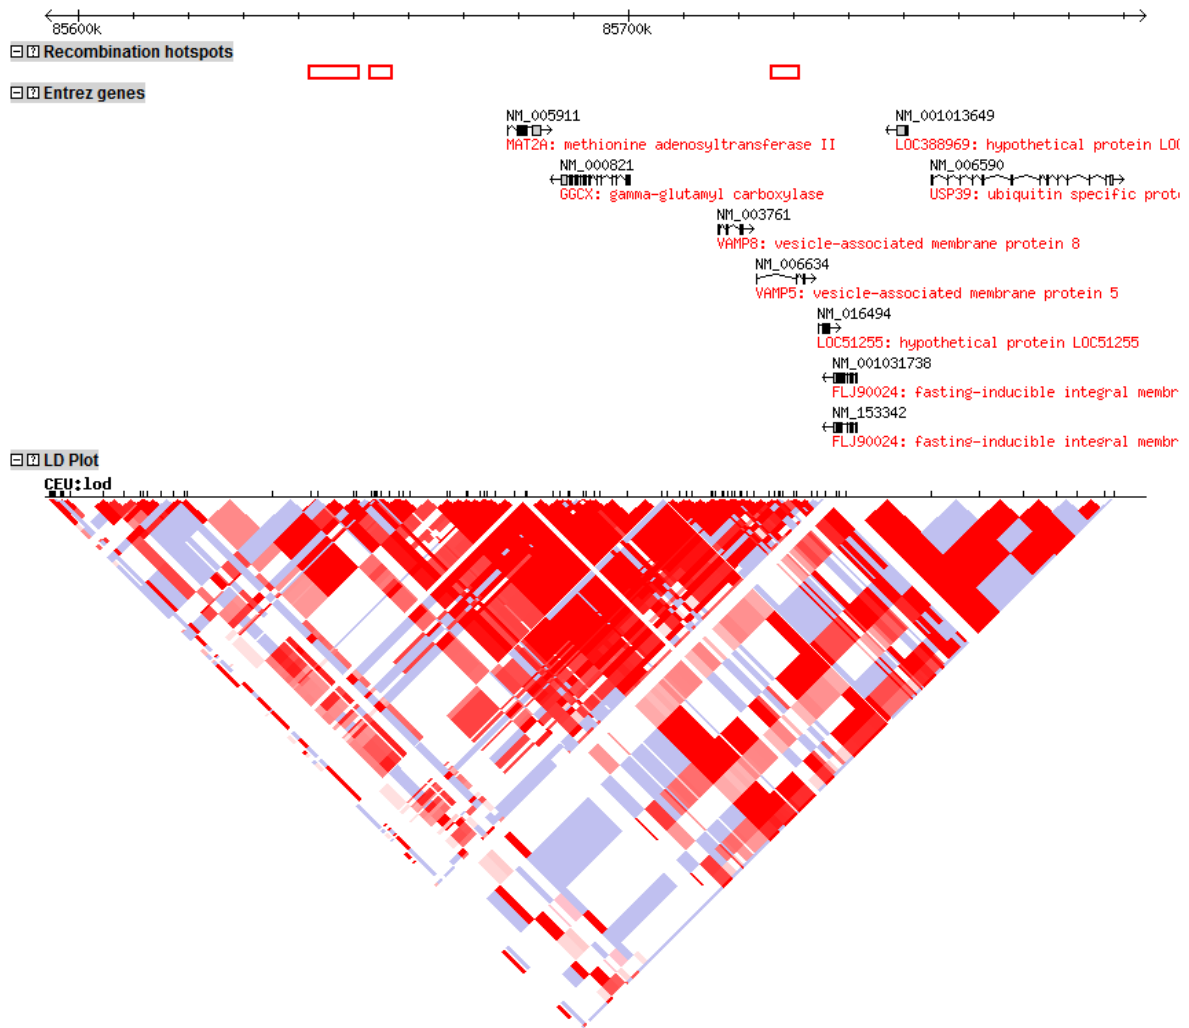 85600k 85700k
Recombination hotspots
Entrez genes
NM_005911 NM_001013649
MAT2A: methionine adenosyltransferase II LOC388969: hypothetical protein LOC
NM_000821 NM_006590
GGCX: gamma-glutamyl carboxylase USP39: ubiquitin specific prote
NM_003761
VAMP8: vesicle-associated membrane protein 8
NM_006634
VAMP5: vesicle-associated membrane protein 5
NM_016494
LOC51255: hypothetical protein LOC51255
NM_001031738
FLJ90024: fasting-inducible integral membr
NM_153342
FLJ90024: fasting-inducible integral membr
LD Plot
CEU:lod